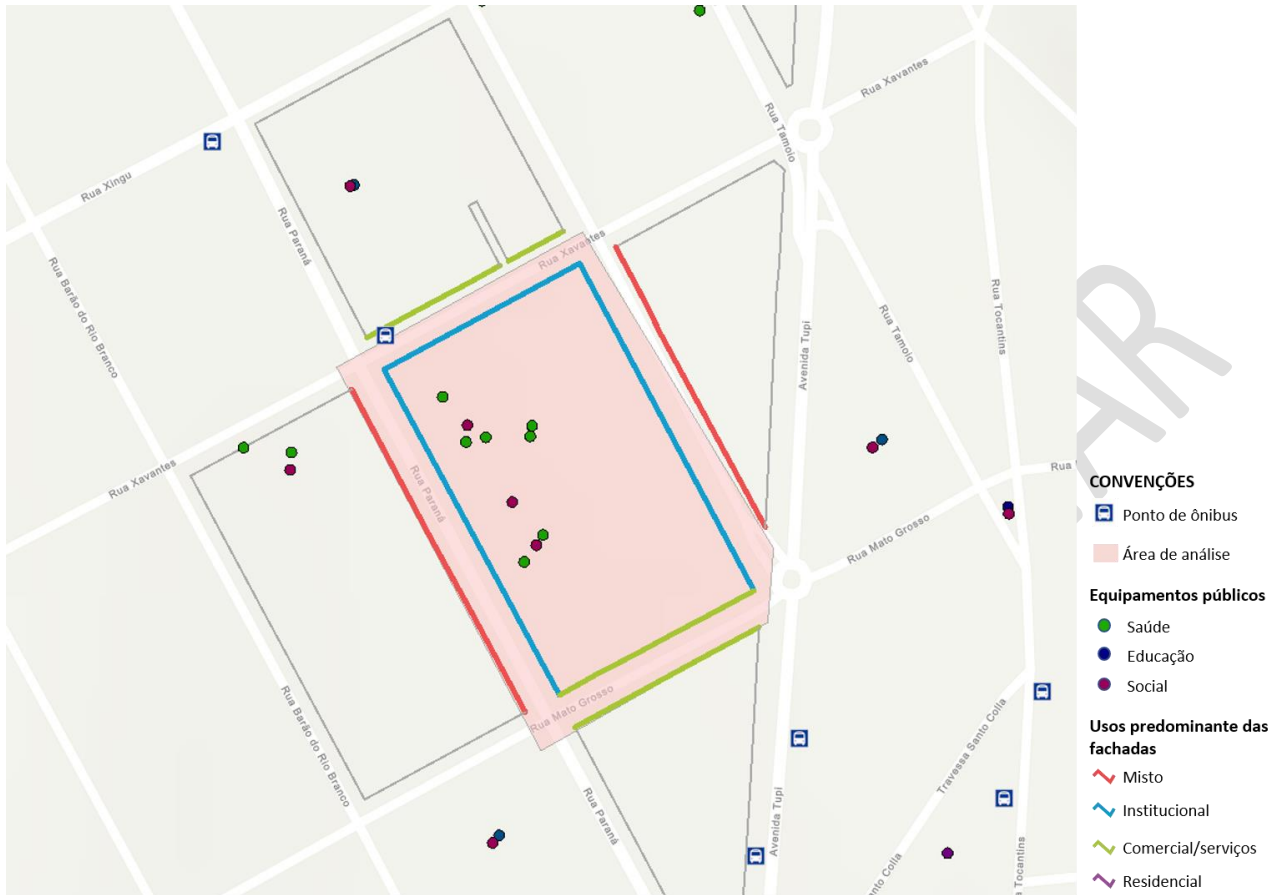 Rua Xavantes
Rua Tamoio
Rua Xingu
Rua Paraná
Rua Xavantes
Rua Barão do Rio Branco
Rua Tocantins
Rua Tamoio
Avenida Tupi
Rua Xavantes
Rua Paraná
Rua
Rua Mato Grosso
Rua Mato Grosso
Rua Barão do Rio Branco
Travessa Santo Colla
Rua Paraná
Avenida Tupi
anto Colla
a Tocantins
AR
CONVENÇÕES
Ponto de ônibus
Área de análise
Equipamentos públicos
Saúde
Educação
Social
Usos predominante das
fachadas
Misto
Institucional
Comercial/serviços
Residencial